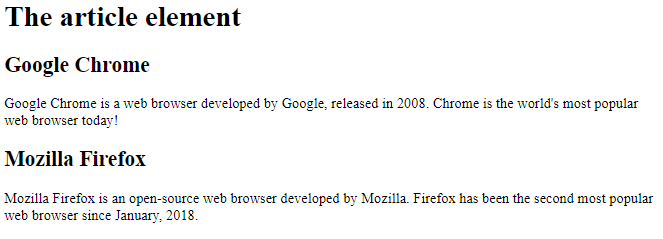 The article element
Google Chrome
Google Chrome is a web browser developed by Google, released in 2008. Chrome is the world's most popular
web browser today!
Mozilla Firefox
Mozilla Firefox is an open-source web browser developed by Mozilla. Firefox has been the second most popular
web browser since January, 2018.